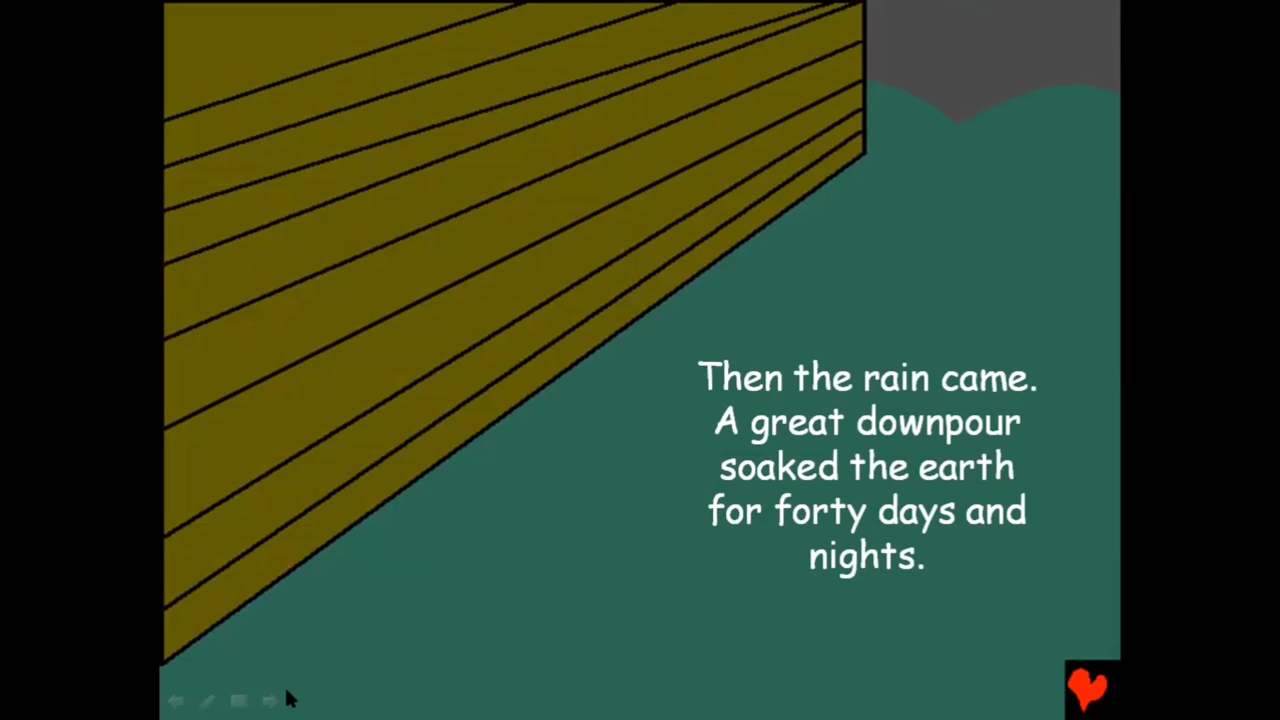 Then the rain came.
A great downpour
soaked the earth
for forty days and
nights.